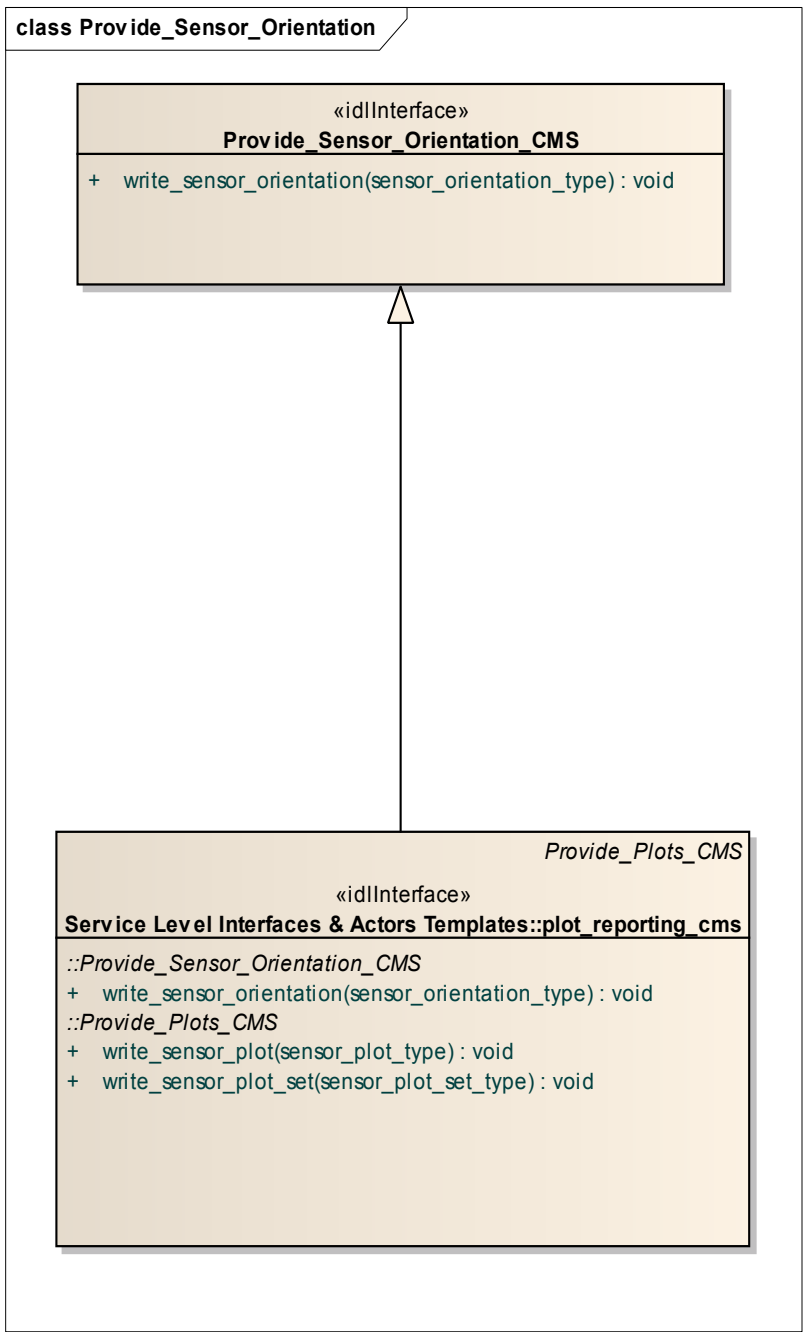 class Provide_Sensor_Orientation
«idlInterface»
Provide_Sensor_Orientation_CMS
+ write_sensor_orientation(sensor_orientation_type) : void
Provide_Plots_CMS
«idlInterface»
Service Level Interfaces & Actors Templates::plot_reporting_cms
::Provide_Sensor_Orientation_CMS
+ write_sensor_orientation(sensor_orientation_type) : void
::Provide_Plots_CMS
+ write_sensor_plot(sensor_plot_type) : void
+ write_sensor_plot_set(sensor_plot_set_type) : void